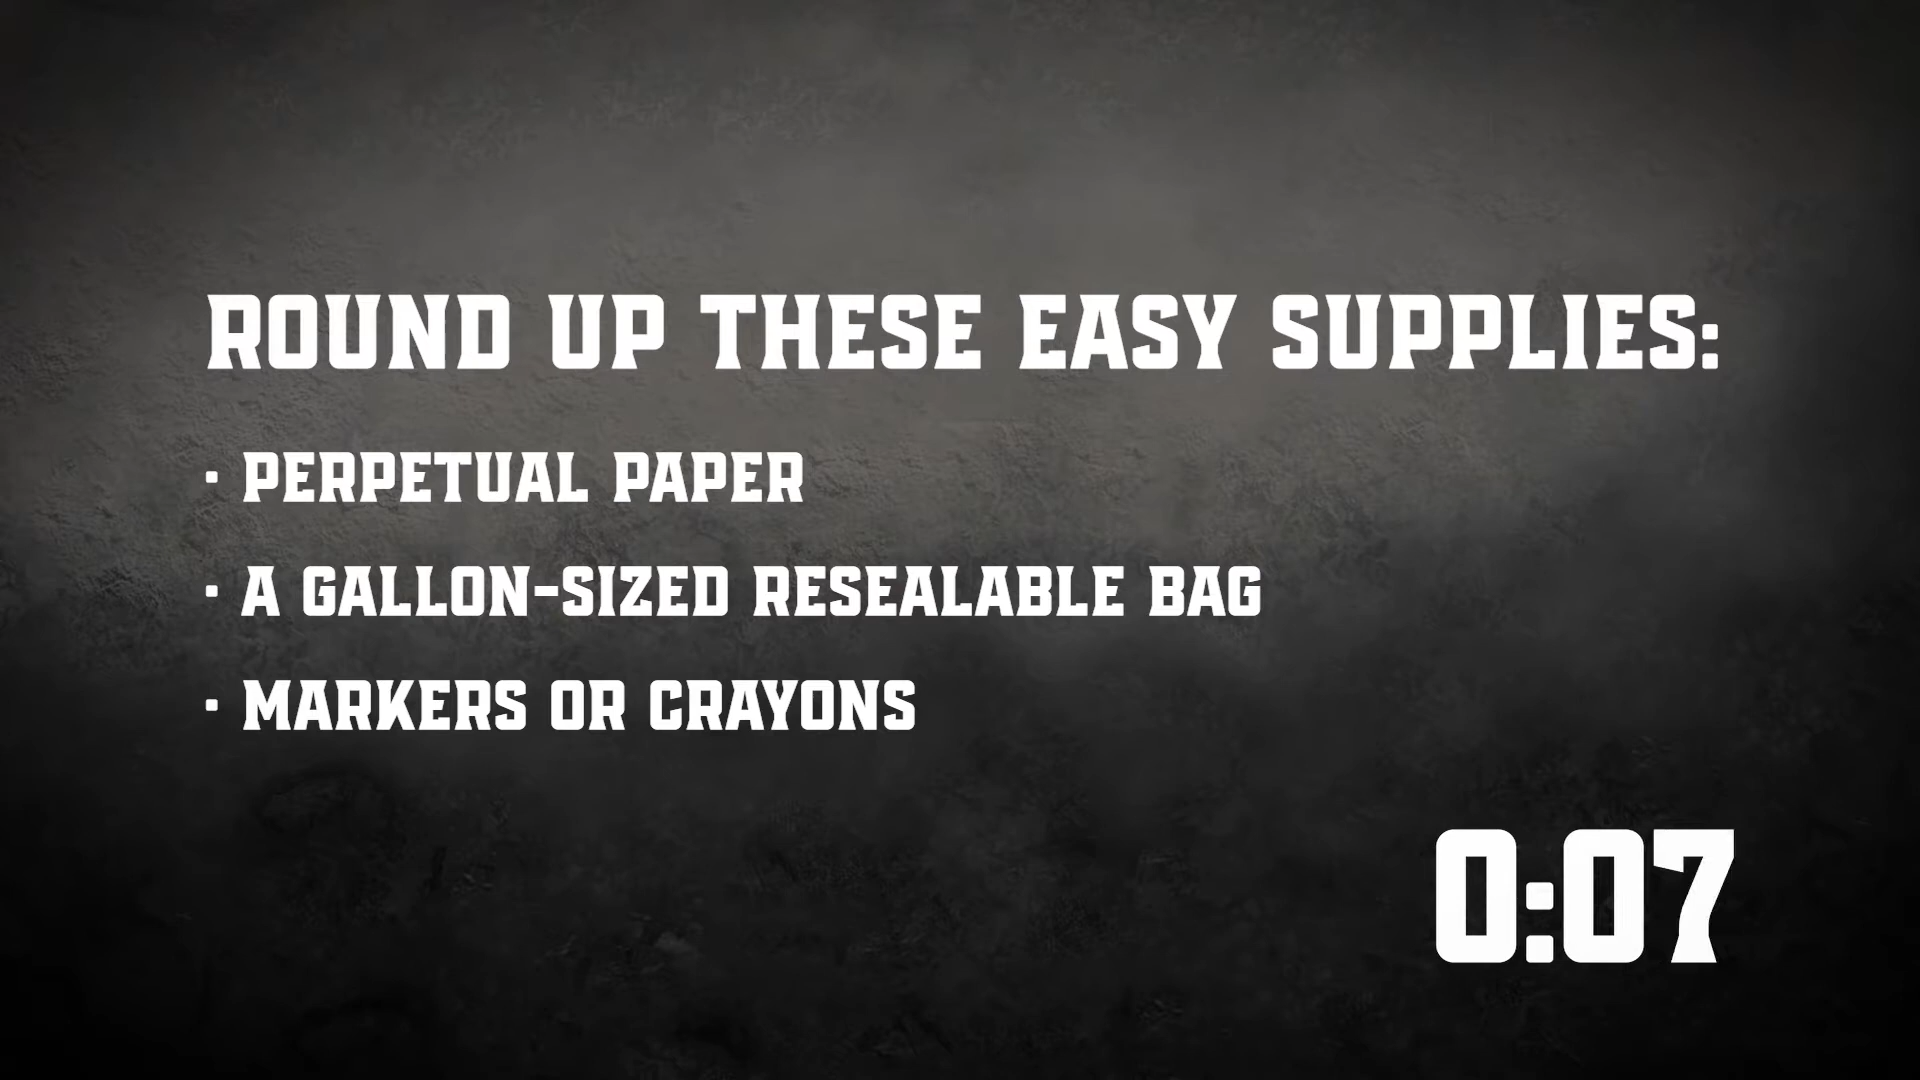 ROUND UP THESE EASY SUPPLIES:
· PERPETUAL PAPER
· A GALLON-SIZED RESEALABLE BAG
· MARKERS OR CRAYONS
0:07